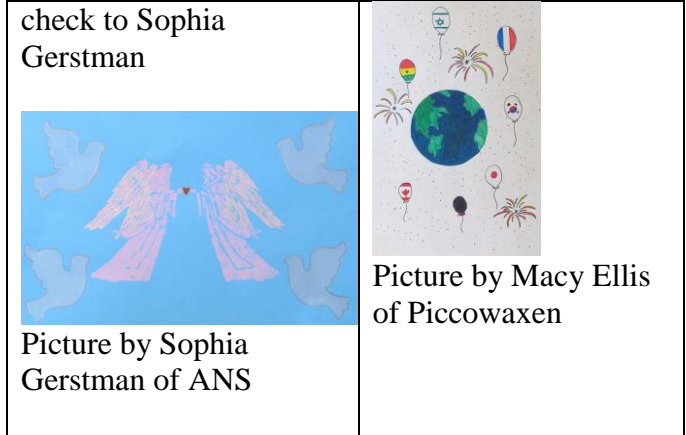 check to Sophia
Gerstman
Picture by Sophia
Gerstman of ANS
Picture by Macy Ellis
of Piccowaxen